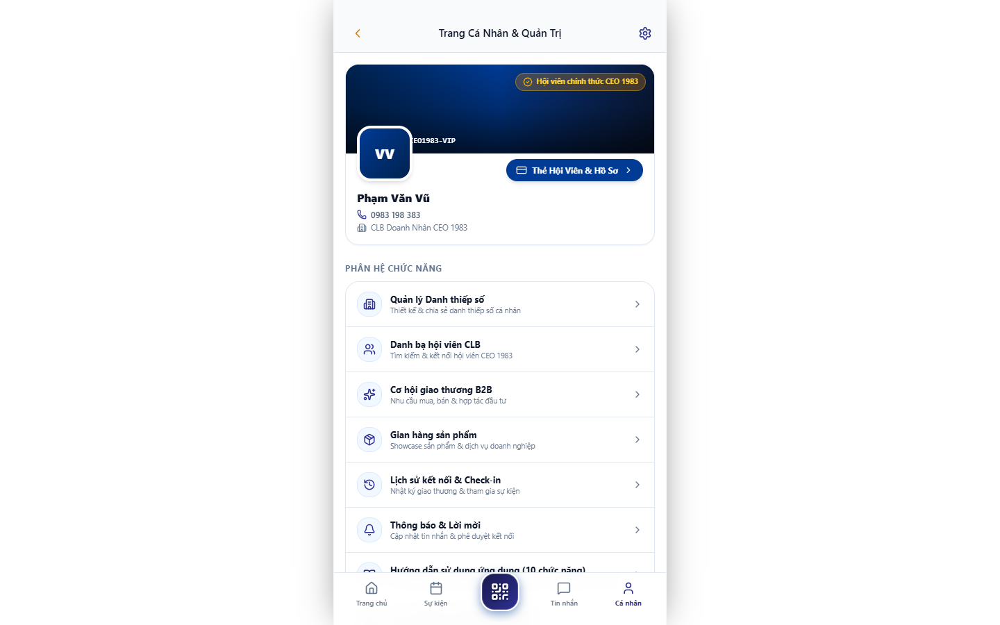 Trang Cá Nhân & Quản Trị
Hội viên chính thức CEO 1983
CEO1983-VIP
VV
Thẻ Hội Viên & Hồ Sơ
Phạm Văn Vũ
0983 198 383
CLB Doanh Nhân CEO 1983
PHÂN HỆ CHỨC NĂNG
Quản lý Danh thiếp số
Thiết kế & chia sẻ danh thiếp số cá nhân
Danh bạ hội viên CLB
Tìm kiếm & kết nối hội viên CEO 1983
Cơ hội giao thương B2B
Nhu cầu mua, bán & hợp tác đầu tư
Gian hàng sản phẩm
Showcase sản phẩm & dịch vụ doanh nghiệp
Lịch sử kết nối & Check-in
Nhật ký giao thương & tham gia sự kiện
Thông báo & Lời mời
Cập nhật tin nhắn & phê duyệt kết nối
Hướng dẫn sử dụng ứng dụng (10 chức năng)
Trang chủ
Sự kiện
Tin nhắn
Cá nhân